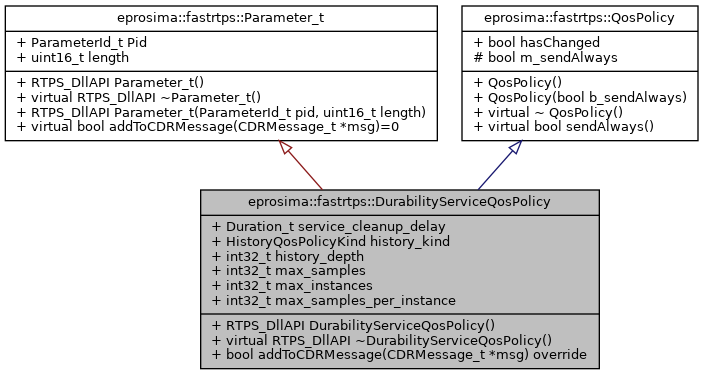 eprosima::fastrtps::Parameter_t
+ ParameterId_t Pid
+ uint16_t length
+ RTPS_DllAPI Parameter_t()
+ virtual RTPS_DllAPI ~Parameter_t()
+ RTPS_DllAPI Parameter_t(ParameterId_t pid, uint16_t length)
+ virtual bool addToCDRMessage(CDRMessage_t *msg)=0
eprosima::fastrtps::QosPolicy
+ bool hasChanged
# bool m_sendAlways
+ QosPolicy()
+ QosPolicy(bool b_sendAlways)
+ virtual ~ QosPolicy()
+ virtual bool sendAlways()
eprosima::fastrtps::DurabilityServiceQosPolicy
+ Duration_t service_cleanup_delay
+ HistoryQosPolicyKind history_kind
+ int32_t history_depth
+ int32_t max_samples
+ int32_t max_instances
+ int32_t max_samples_per_instance
+ RTPS_DllAPI DurabilityServiceQosPolicy()
+ virtual RTPS_DllAPI ~DurabilityServiceQosPolicy()
+ bool addToCDRMessage(CDRMessage_t *msg) override